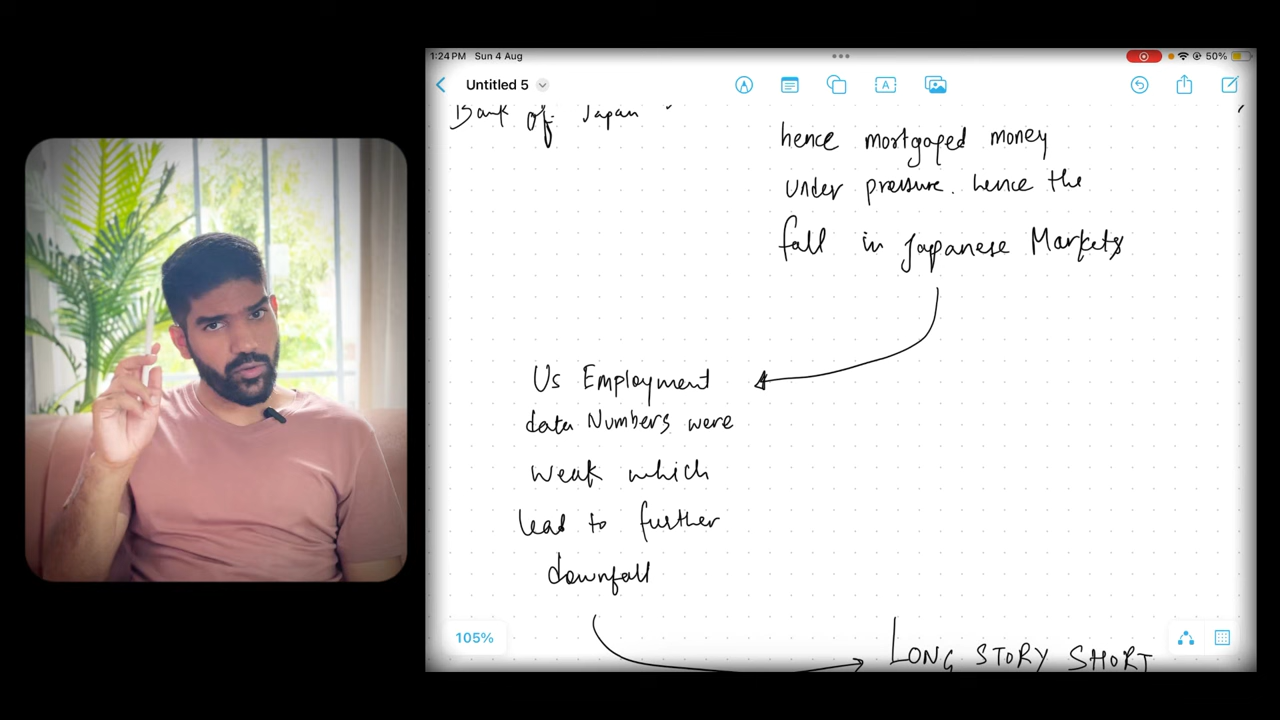 1:24 PM Sun 4 Aug
50%
Untitled 5
A
Bank of Japan
hence mortgaped money
under pressure. hence the
fall in Japanese Markets
Us Employment
data Numbers were
weak which
lead to further
downfall
105%
LONG STORY SHORT